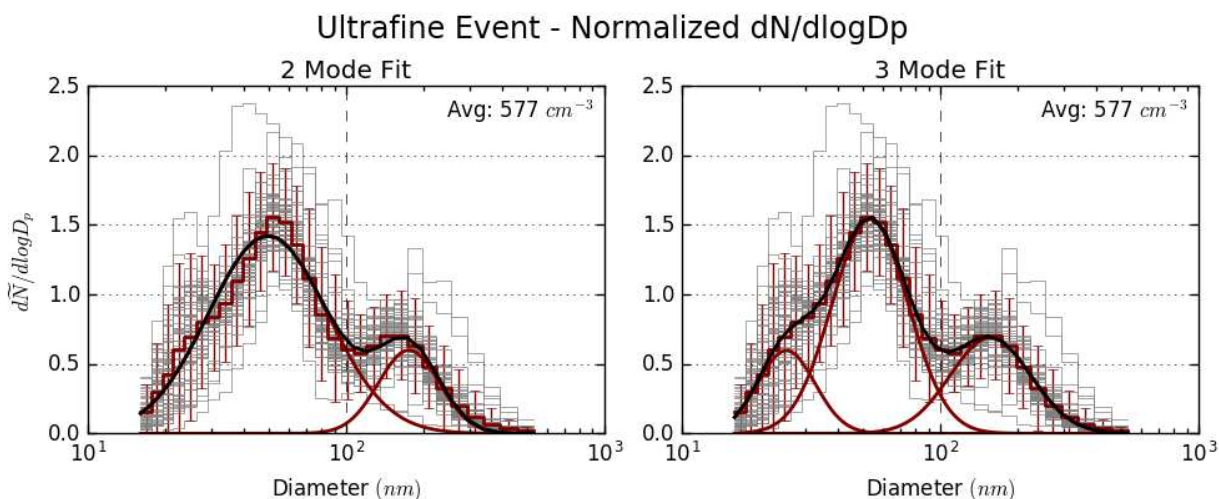 Ultrafine Event - Normalized dN/dlogDp
2 Mode Fit
3 Mode Fit
2.5
2.0
1.5
1.0
0.5
0.0
dÑ/dlogDₚ
Avg: 577 cm⁻³
10¹
10²
10³
Diameter (nm)
2.5
2.0
1.5
1.0
0.5
0.0
Avg: 577 cm⁻³
10¹
10²
10³
Diameter (nm)